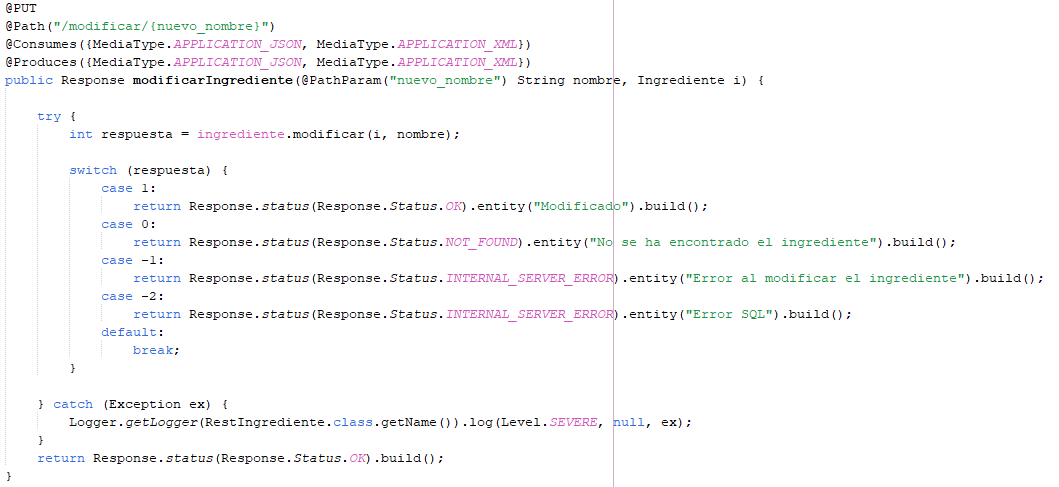 @PUT
@Path("/modificar/{nuevo_nombre}")
@Consumes({MediaType.APPLICATION_JSON, MediaType.APPLICATION_XML})
@Produces({MediaType.APPLICATION_JSON, MediaType.APPLICATION_XML})
public Response modificarIngrediente(@PathParam("nuevo_nombre") String nombre, Ingrediente i) {
try {
int respuesta = ingrediente.modificar(i, nombre);
switch (respuesta) {
case 1:
return Response.status(Response.Status.OK).entity("Modificado").build();
case 0:
return Response.status(Response.Status.NOT_FOUND).entity("No se ha encontrado el ingrediente").build();
case -1:
return Response.status(Response.Status.INTERNAL_SERVER_ERROR).entity("Error al modificar el ingrediente").build();
case -2:
return Response.status(Response.Status.INTERNAL_SERVER_ERROR).entity("Error SQL").build();
default:
break;
}
} catch (Exception ex) {
Logger.getLogger(RestIngrediente.class.getName()).log(Level.SEVERE, null, ex);
}
return Response.status(Response.Status.OK).build();
}